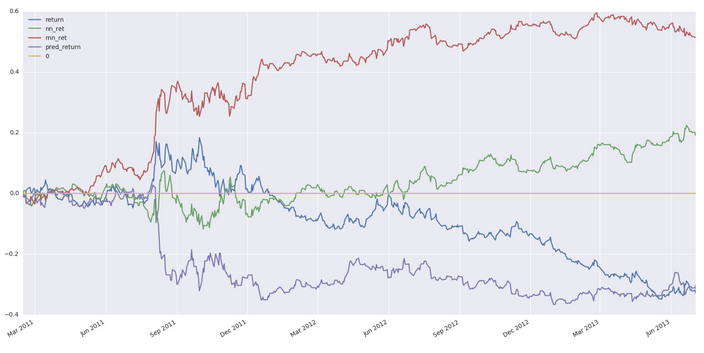 0.6
0.4
0.2
0.0
−0.2
−0.4
return
nn_ret
rnn_ret
pred_return
0
Mar 2011
Jun 2011
Sep 2011
Dec 2011
Mar 2012
Jun 2012
Sep 2012
Dec 2012
Mar 2013
Jun 2013